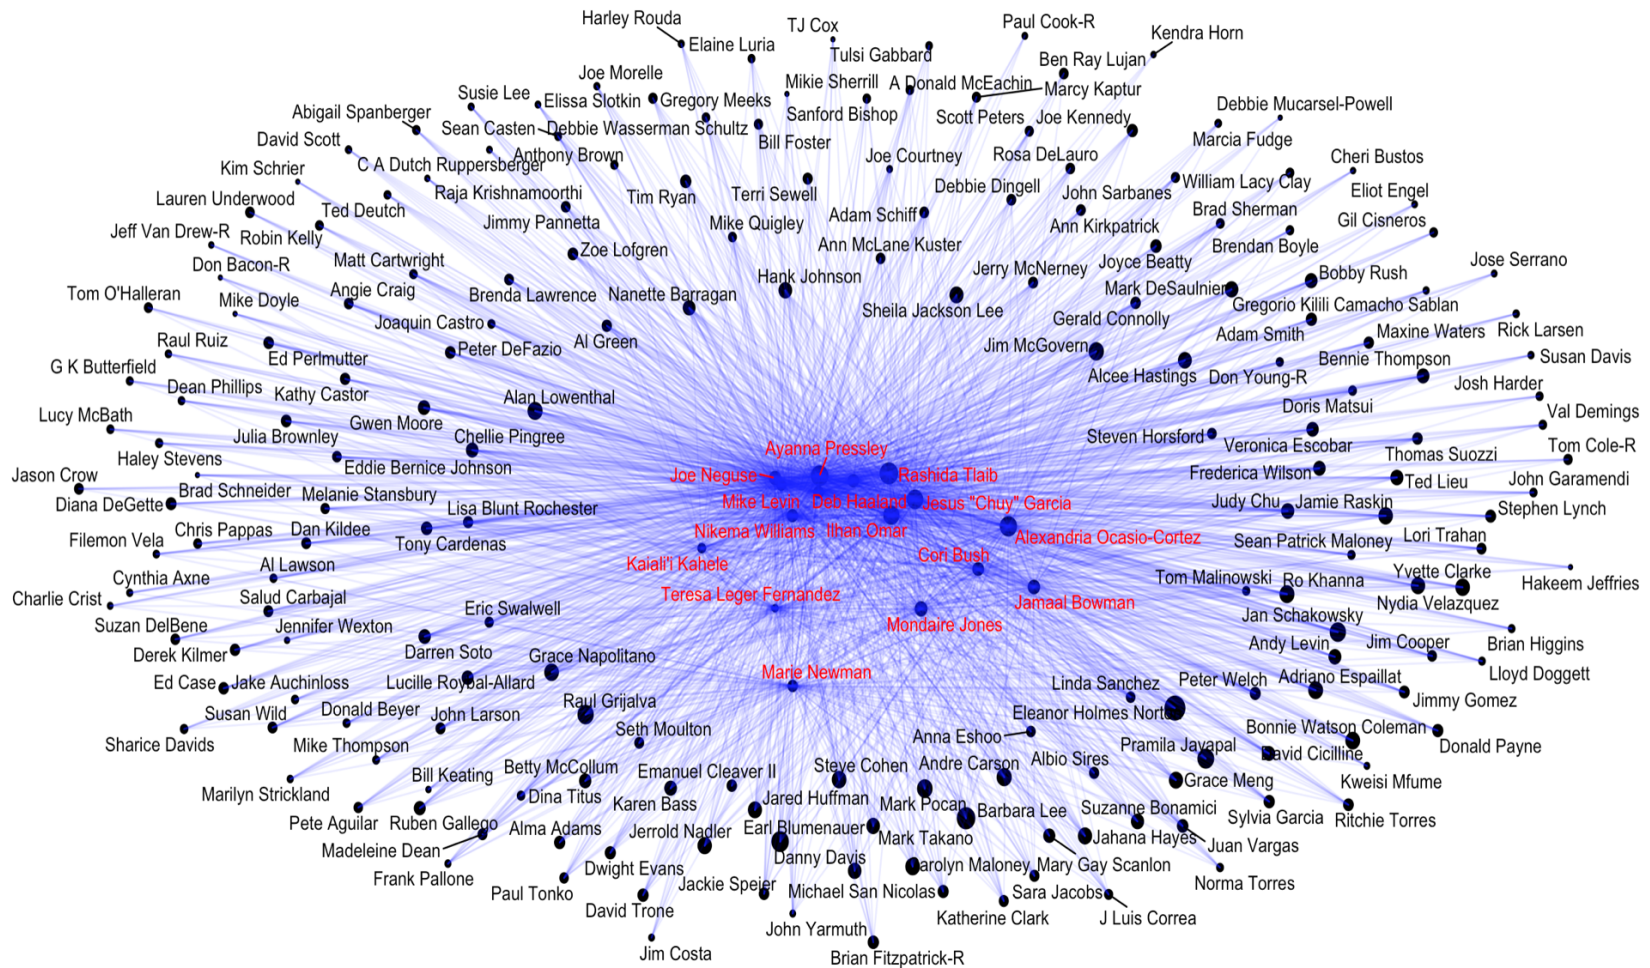 Harley Rouda
TJ Cox
Paul Cook-R
Kendra Horn
Elaine Luria
Tulsi Gabbard
Ben Ray Lujan
Joe Morelle
Mikie Sherrill
A Donald McEachin
Marcy Kaptur
Susie Lee
Elissa Slotkin
Gregory Meeks
Sanford Bishop
Debbie Mucarsel-Powell
Abigail Spanberger
Sean Casten
Debbie Wasserman Schultz
Scott Peters
Joe Kennedy
Marcia Fudge
David Scott
Bill Foster
C A Dutch Ruppersberger
Anthony Brown
Joe Courtney
Rosa DeLauro
Cheri Bustos
Kim Schrier
Raja Krishnamoorthi
Tim Ryan
Terri Sewell
Debbie Dingell
John Sarbanes
William Lacy Clay
Eliot Engel
Lauren Underwood
Ted Deutch
Jimmy Pannetta
Mike Quigley
Adam Schiff
Ann Kirkpatrick
Brad Sherman
Gil Cisneros
Jeff Van Drew-R
Robin Kelly
Zoe Lofgren
Ann McLane Kuster
Brendan Boyle
Don Bacon-R
Matt Cartwright
Hank Johnson
Jerry McNerney
Joyce Beatty
Bobby Rush
Jose Serrano
Tom O'Halleran
Mike Doyle
Angie Craig
Brenda Lawrence
Nanette Barragan
Sheila Jackson Lee
Mark DeSaulnier
Gregorio Kilili Camacho Sablan
Joaquin Castro
Gerald Connolly
Adam Smith
Maxine Waters
Rick Larsen
Raul Ruiz
Ed Perlmutter
Peter DeFazio
Al Green
Jim McGovern
Bennie Thompson
Susan Davis
G K Butterfield
Dean Phillips
Kathy Castor
Alan Lowenthal
Alcee Hastings
Don Young-R
Josh Harder
Lucy McBath
Julia Brownley
Gwen Moore
Chellie Pingree
Doris Matsui
Val Demings
Haley Stevens
Eddie Bernice Johnson
Ayanna Pressley
Steven Horsford
Veronica Escobar
Thomas Suozzi
Tom Cole-R
Jason Crow
Brad Schneider
Joe Neguse
Rashida Tlaib
Frederica Wilson
Ted Lieu
John Garamendi
Diana DeGette
Melanie Stansbury
Lisa Blunt Rochester
Mike Levin
Deb Haaland
Jesus "Chuy" Garcia
Judy Chu
Jamie Raskin
Stephen Lynch
Chris Pappas
Dan Kildee
Tony Cardenas
Nikema Williams
Ilhan Omar
Alexandria Ocasio-Cortez
Sean Patrick Maloney
Lori Trahan
Filemon Vela
Al Lawson
Kaiali'i Kahele
Cori Bush
Cynthia Axne
Tom Malinowski
Ro Khanna
Yvette Clarke
Hakeem Jeffries
Charlie Crist
Salud Carbajal
Eric Swalwell
Teresa Leger Fernandez
Jamaal Bowman
Nydia Velazquez
Suzan DelBene
Jennifer Wexton
Mondaire Jones
Jan Schakowsky
Andy Levin
Jim Cooper
Brian Higgins
Derek Kilmer
Darren Soto
Grace Napolitano
Marie Newman
Adriano Espaillat
Lloyd Doggett
Ed Case
Jake Auchinloss
Lucille Roybal-Allard
Linda Sanchez
Peter Welch
Jimmy Gomez
Susan Wild
Donald Beyer
John Larson
Raul Grijalva
Seth Moulton
Eleanor Holmes Norton
Bonnie Watson Coleman
Sharice Davids
Mike Thompson
Anna Eshoo
Pramila Jayapal
David Cicilline
Donald Payne
Marilyn Strickland
Bill Keating
Betty McCollum
Emanuel Cleaver II
Steve Cohen
Andre Carson
Albio Sires
Grace Meng
Kweisi Mfume
Pete Aguilar
Ruben Gallego
Dina Titus
Karen Bass
Jared Huffman
Mark Pocan
Barbara Lee
Suzanne Bonamici
Sylvia Garcia
Ritchie Torres
Madeleine Dean
Alma Adams
Jerrold Nadler
Earl Blumenauer
Mark Takano
Jahana Hayes
Juan Vargas
Frank Pallone
Dwight Evans
Danny Davis
Carolyn Maloney
Mary Gay Scanlon
Norma Torres
Paul Tonko
Jackie Speier
Michael San Nicolas
Sara Jacobs
David Trone
Katherine Clark
J Luis Correa
John Yarmuth
Jim Costa
Brian Fitzpatrick-R